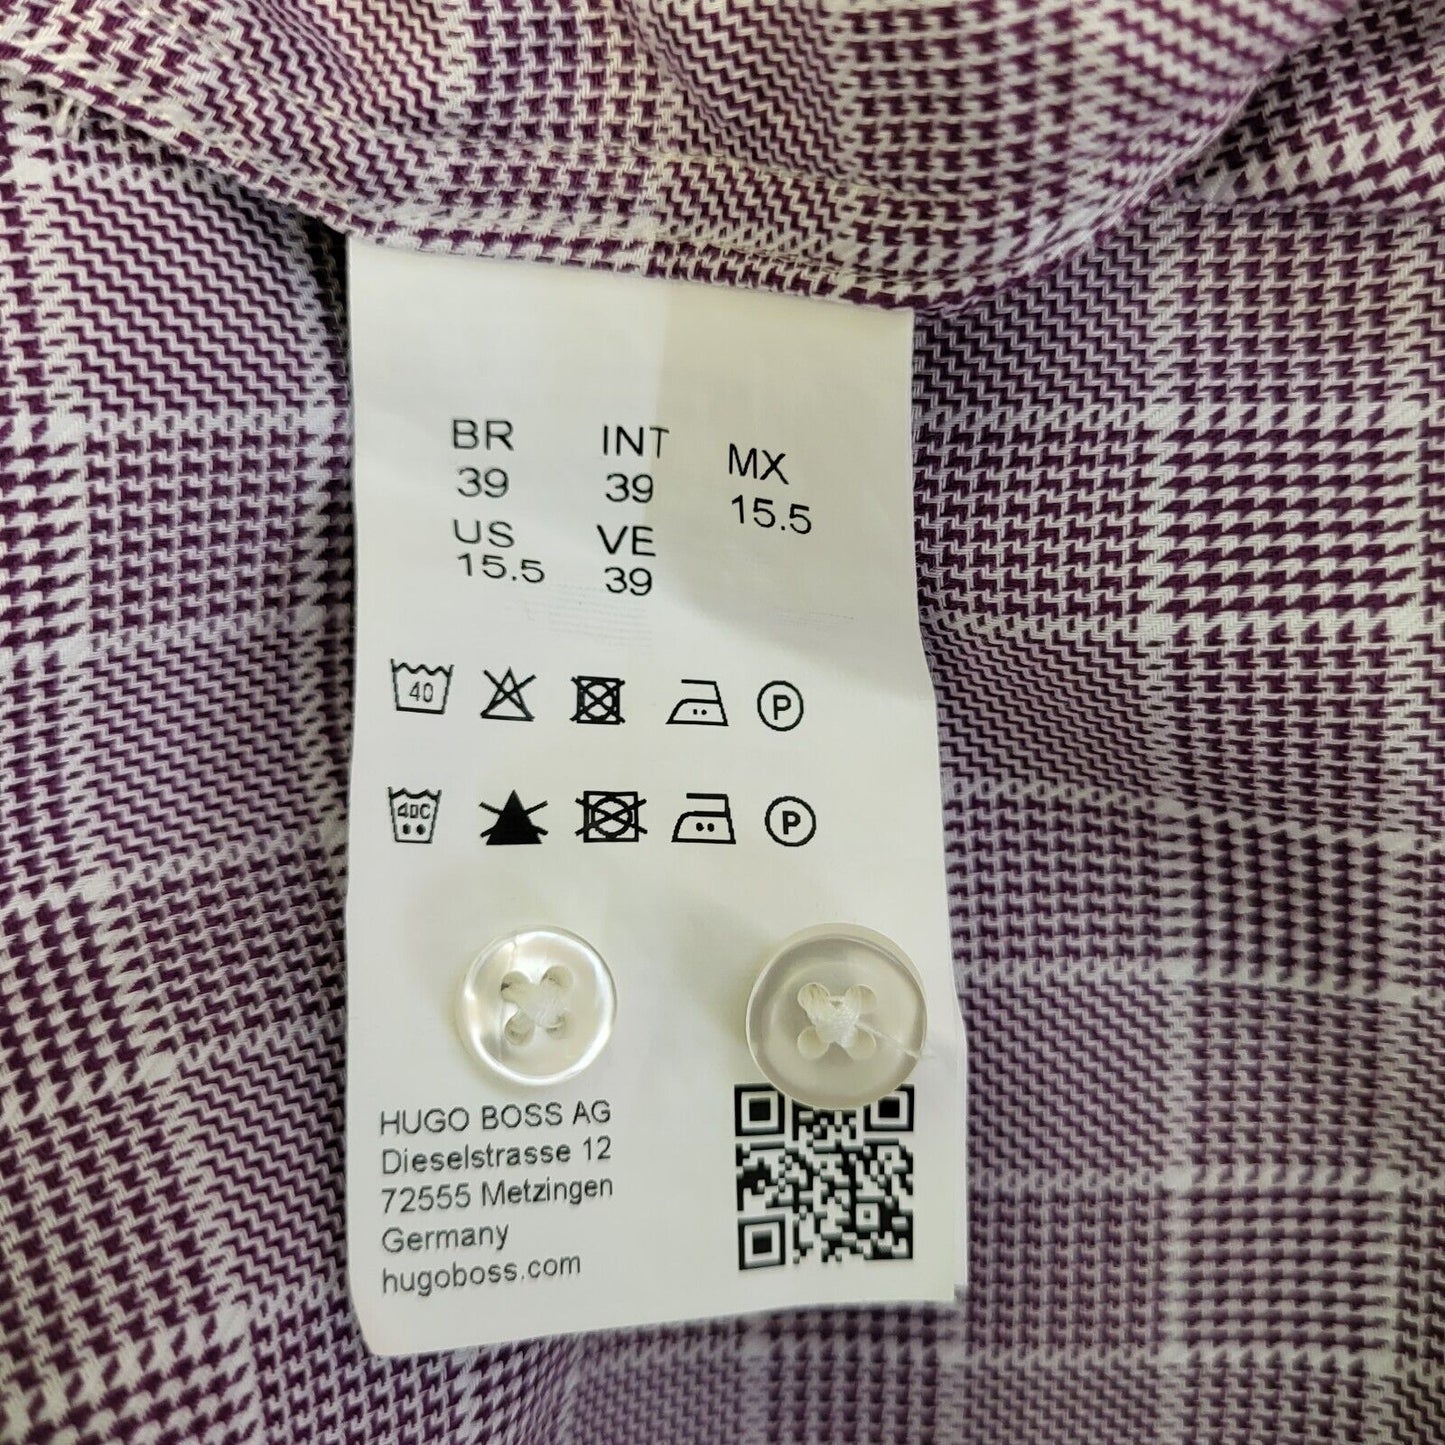 BR INT MX
39 39 15.5
US VE
15.5 39
40 P
40C P
HUGO BOSS AG
Dieselstrasse 12
72555 Metzingen
Germany
hugoboss.com